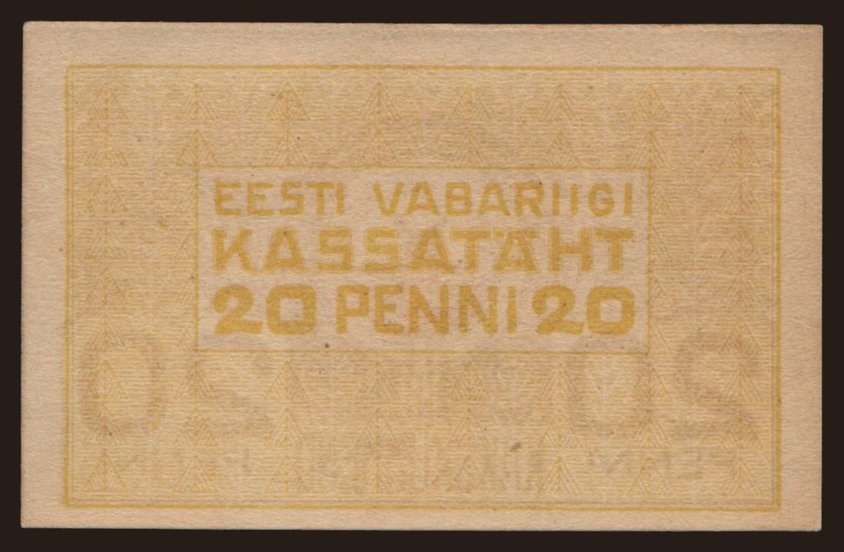 EESTI VABARIIGI
KASSATÄHT
20 PENNI 20